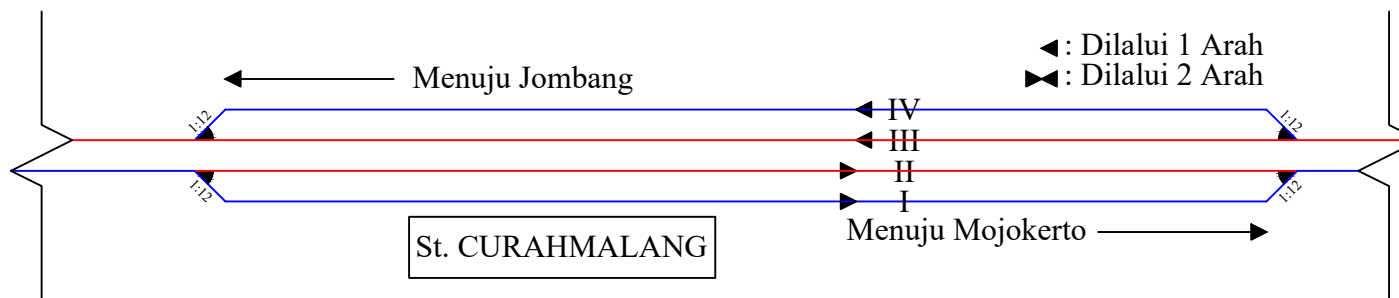 : Dilalui 1 Arah
Menuju Jombang
: Dilalui 2 Arah
1:12
IV
1:12
III
II
1:12
I
1:12
Menuju Mojokerto
St. CURAHMALANG